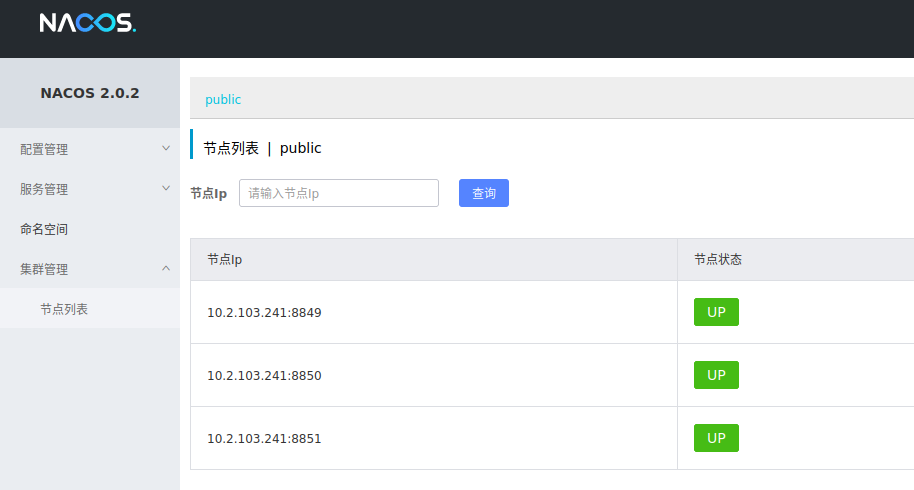 NACOS.
NACOS 2.0.2
配置管理
服务管理
命名空间
集群管理
节点列表
public
节点列表 | public
节点Ip 请输入节点Ip 查询
节点Ip 节点状态
10.2.103.241:8849 UP
10.2.103.241:8850 UP
10.2.103.241:8851 UP